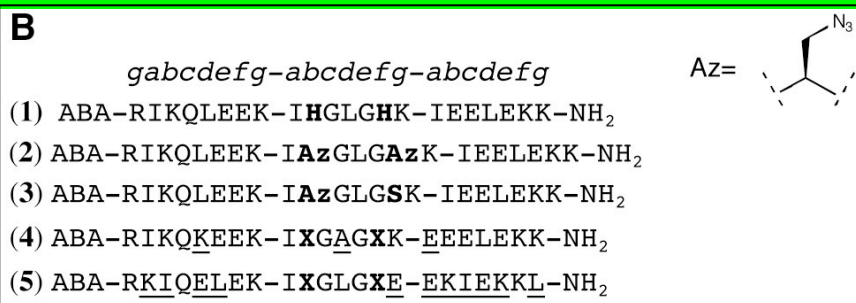 B
gabcdefg-abcdefg-abcdefg
Az=
N₃
(1) ABA-RIKQLEEK-IHGLGHK-IEELEKK-NH₂
(2) ABA-RIKQLEEK-IAzGLGAzK-IEELEKK-NH₂
(3) ABA-RIKQLEEK-IAzGLGSK-IEELEKK-NH₂
(4) ABA-RIKQKEEK-IXGAGXK-EEELEKK-NH₂
(5) ABA-RKIQELEK-IXGLGXE-EKIEKKL-NH₂